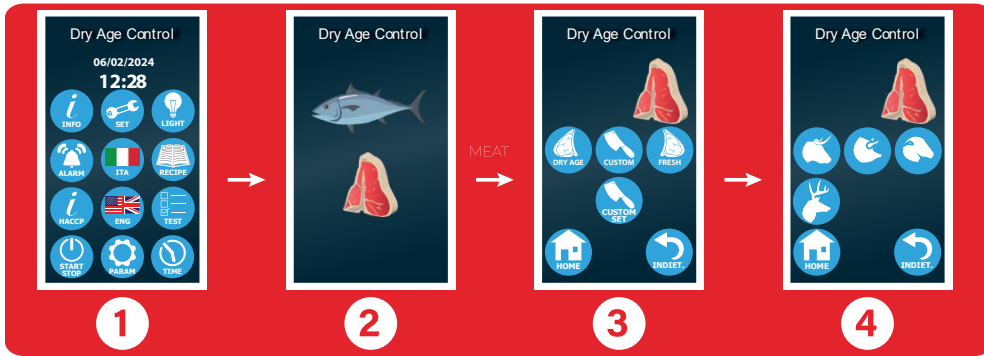 Dry Age Control
06/02/2024
12:28
INFO
SET
LIGHT
ALARM
ITA
RECIPE
HACCP
ENG
TEST
START
STOP
PARAM
TIME
1
Dry Age Control
2
MEAT
Dry Age Control
DRY AGE
CUSTOM
FRESH
CUSTOM
SET
HOME
INDIET.
3
Dry Age Control
HOME
INDIET.
4